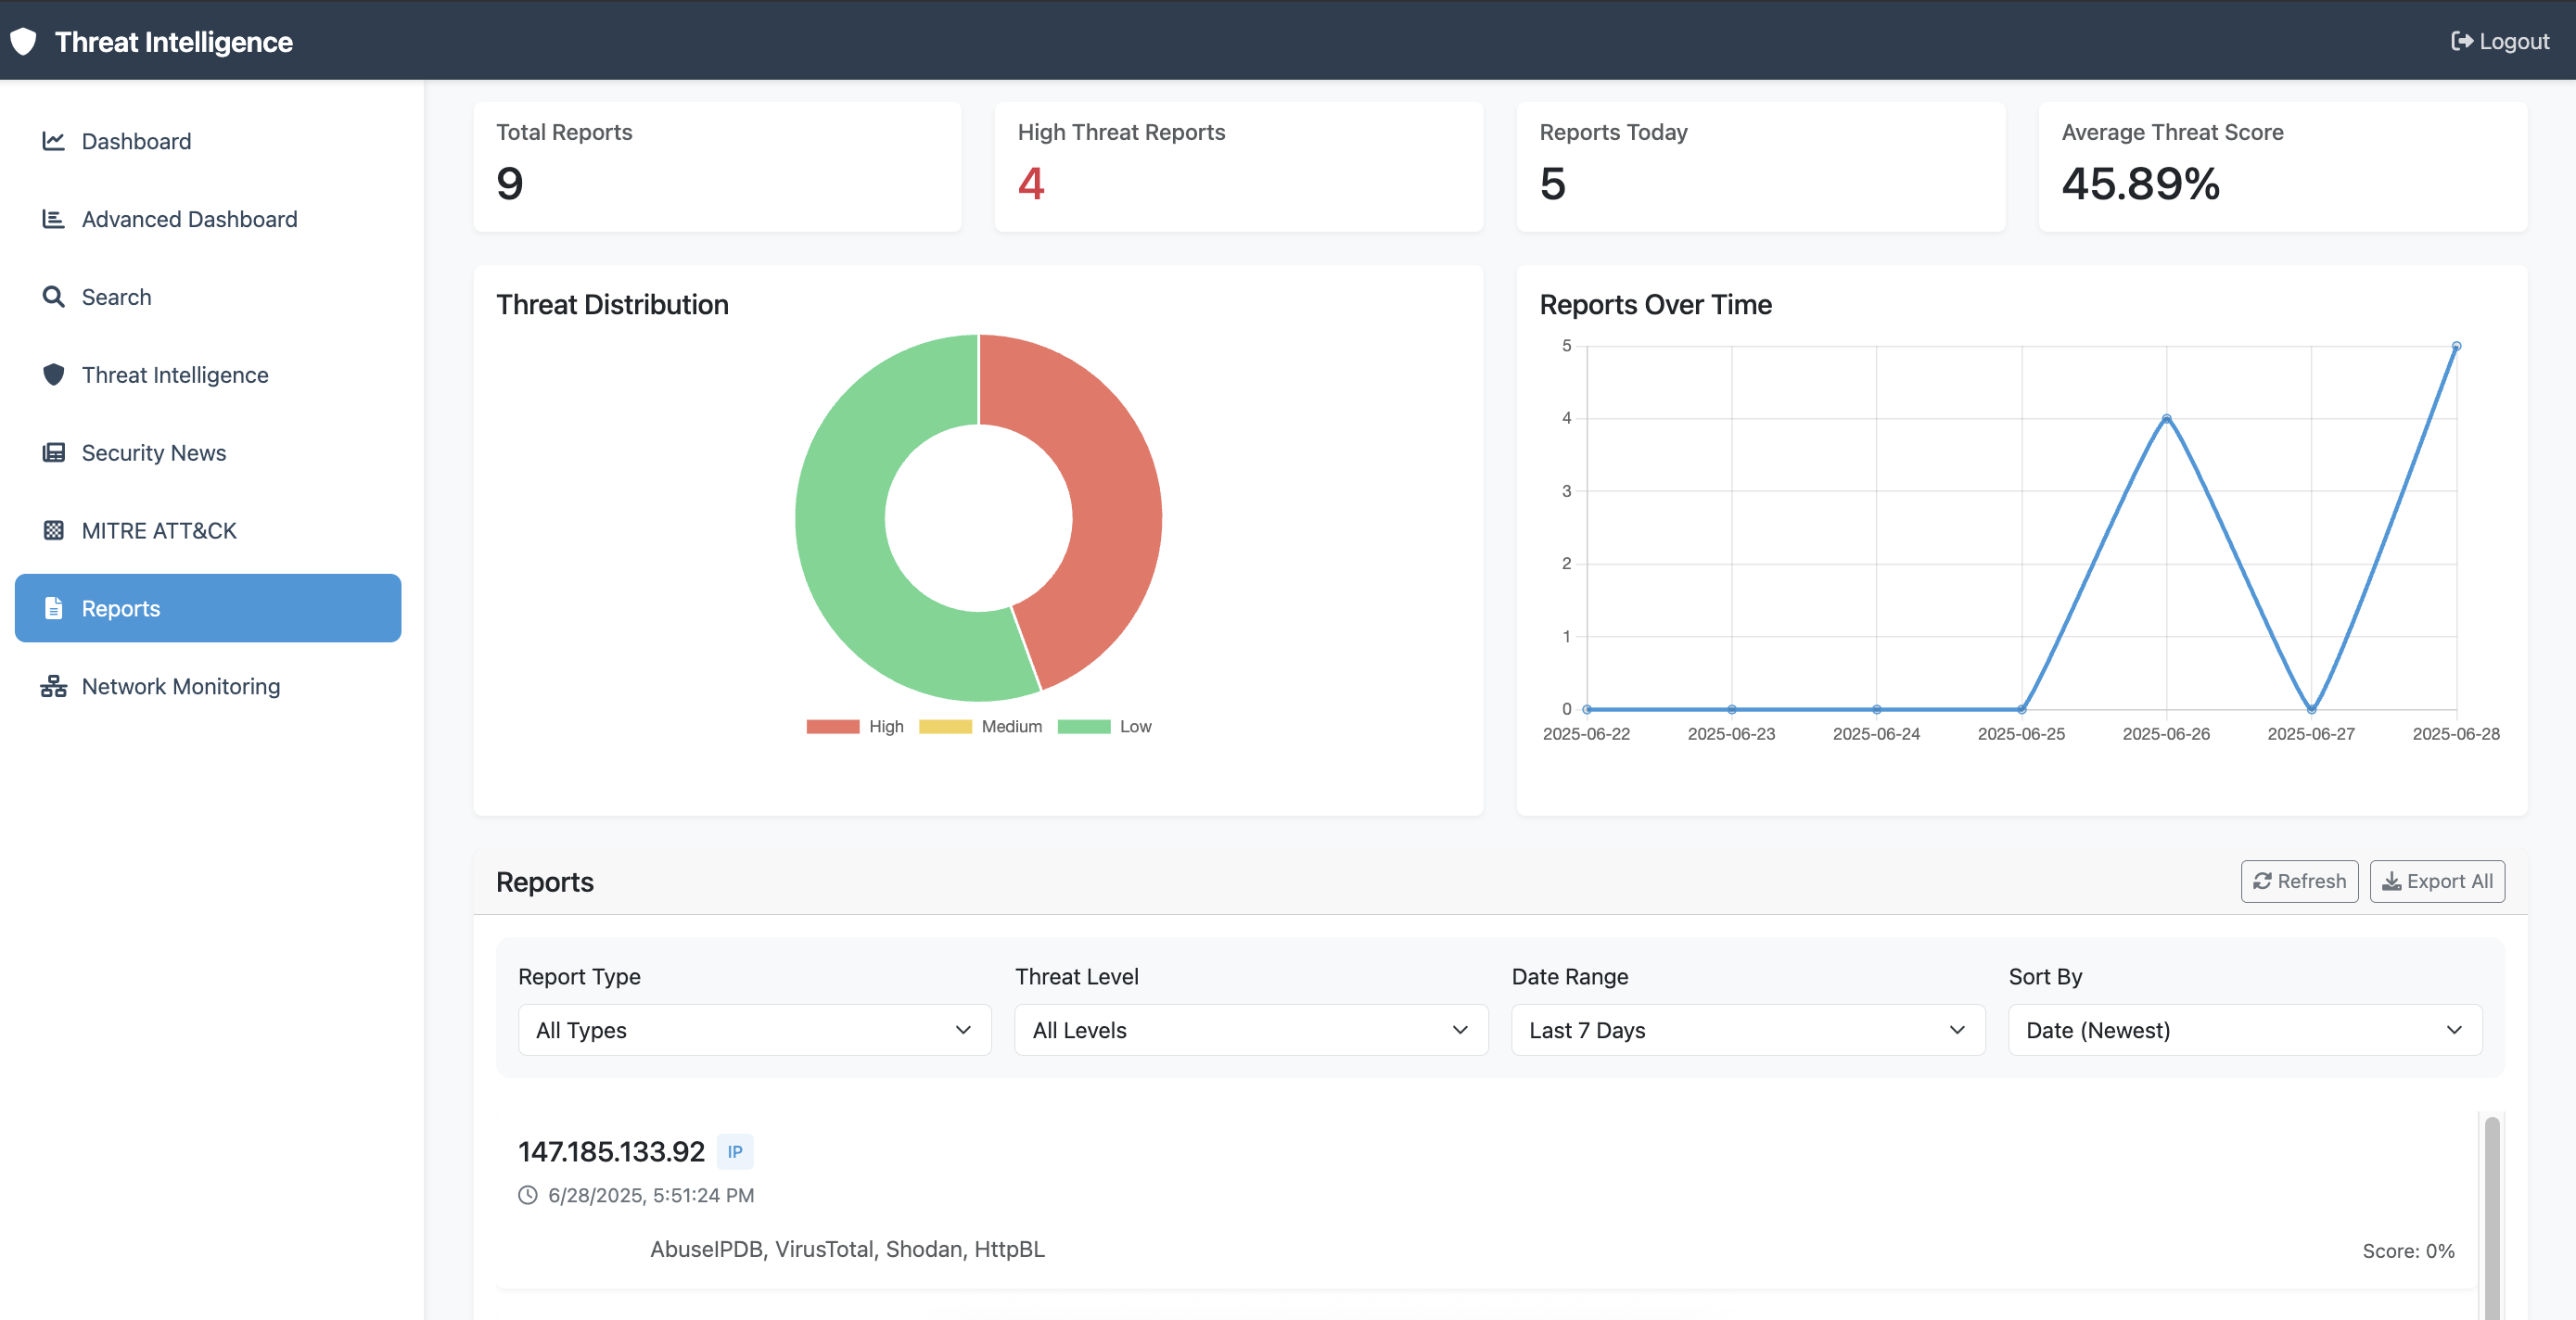 Threat Intelligence
Logout
Dashboard
Advanced Dashboard
Search
Threat Intelligence
Security News
MITRE ATT&CK
Reports
Network Monitoring
Total Reports
9
High Threat Reports
4
Reports Today
5
Average Threat Score
45.89%
Threat Distribution
High Medium Low
Reports Over Time
5
4
3
2
1
0
2025-06-22 2025-06-23 2025-06-24 2025-06-25 2025-06-26 2025-06-27 2025-06-28
Reports
Refresh Export All
Report Type Threat Level Date Range Sort By
All Types All Levels Last 7 Days Date (Newest)
147.185.133.92 IP
6/28/2025, 5:51:24 PM
AbuseIPDB, VirusTotal, Shodan, HttpBL
Score: 0%